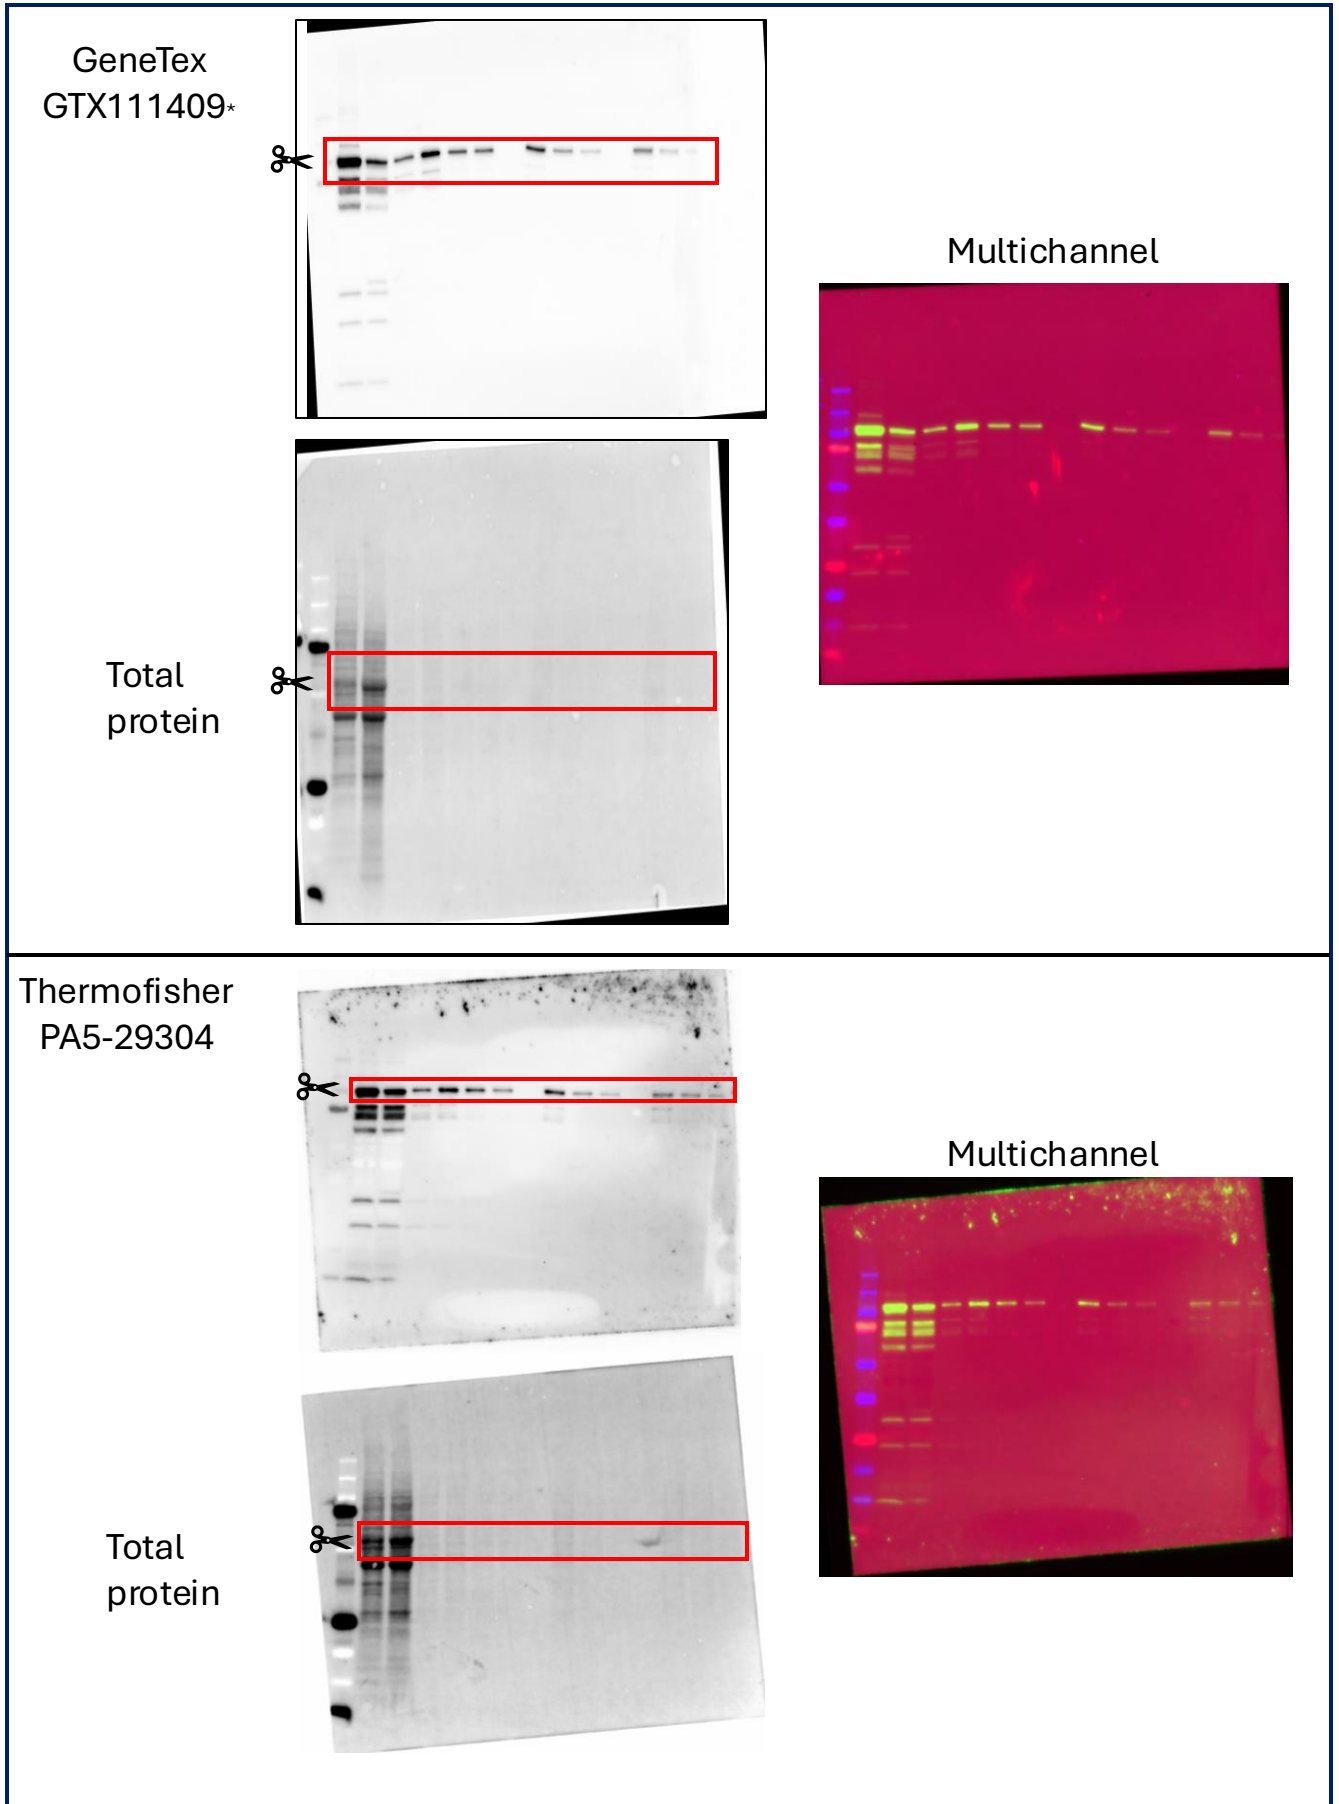 GeneTex
GTX111409*
Multichannel
Total
protein
Thermofisher
PA5-29304
Multichannel
Total
protein